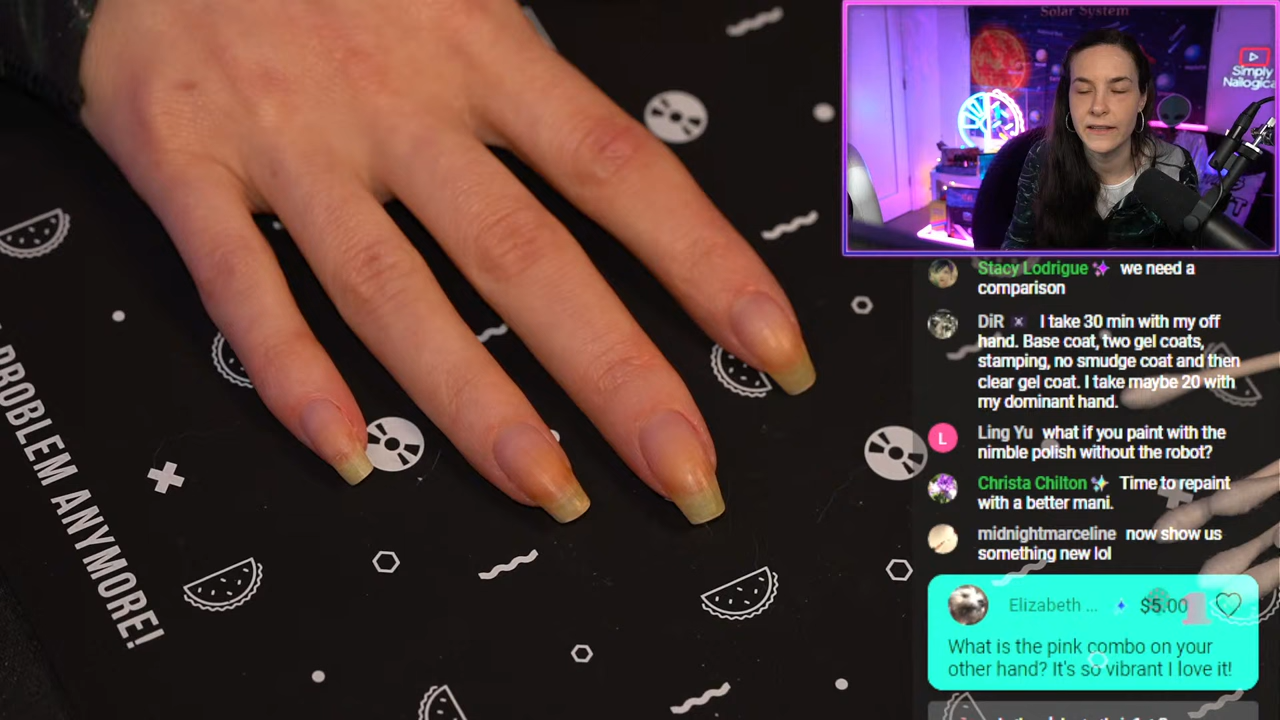 PROBLEM ANYMORE!
Solar System
Simply
Nailogica
Stacy Lodrigue we need a
comparison
DiR I take 30 min with my off
hand. Base coat, two gel coats,
stamping, no smudge coat and then
clear gel coat. I take maybe 20 with
my dominant hand.
L Ling Yu what if you paint with the
nimble polish without the robot?
Christa Chilton Time to repaint
with a better mani.
midnightmarceline now show us
something new lol
Elizabeth ... $5.00
What is the pink combo on your
other hand? It's so vibrant I love it!